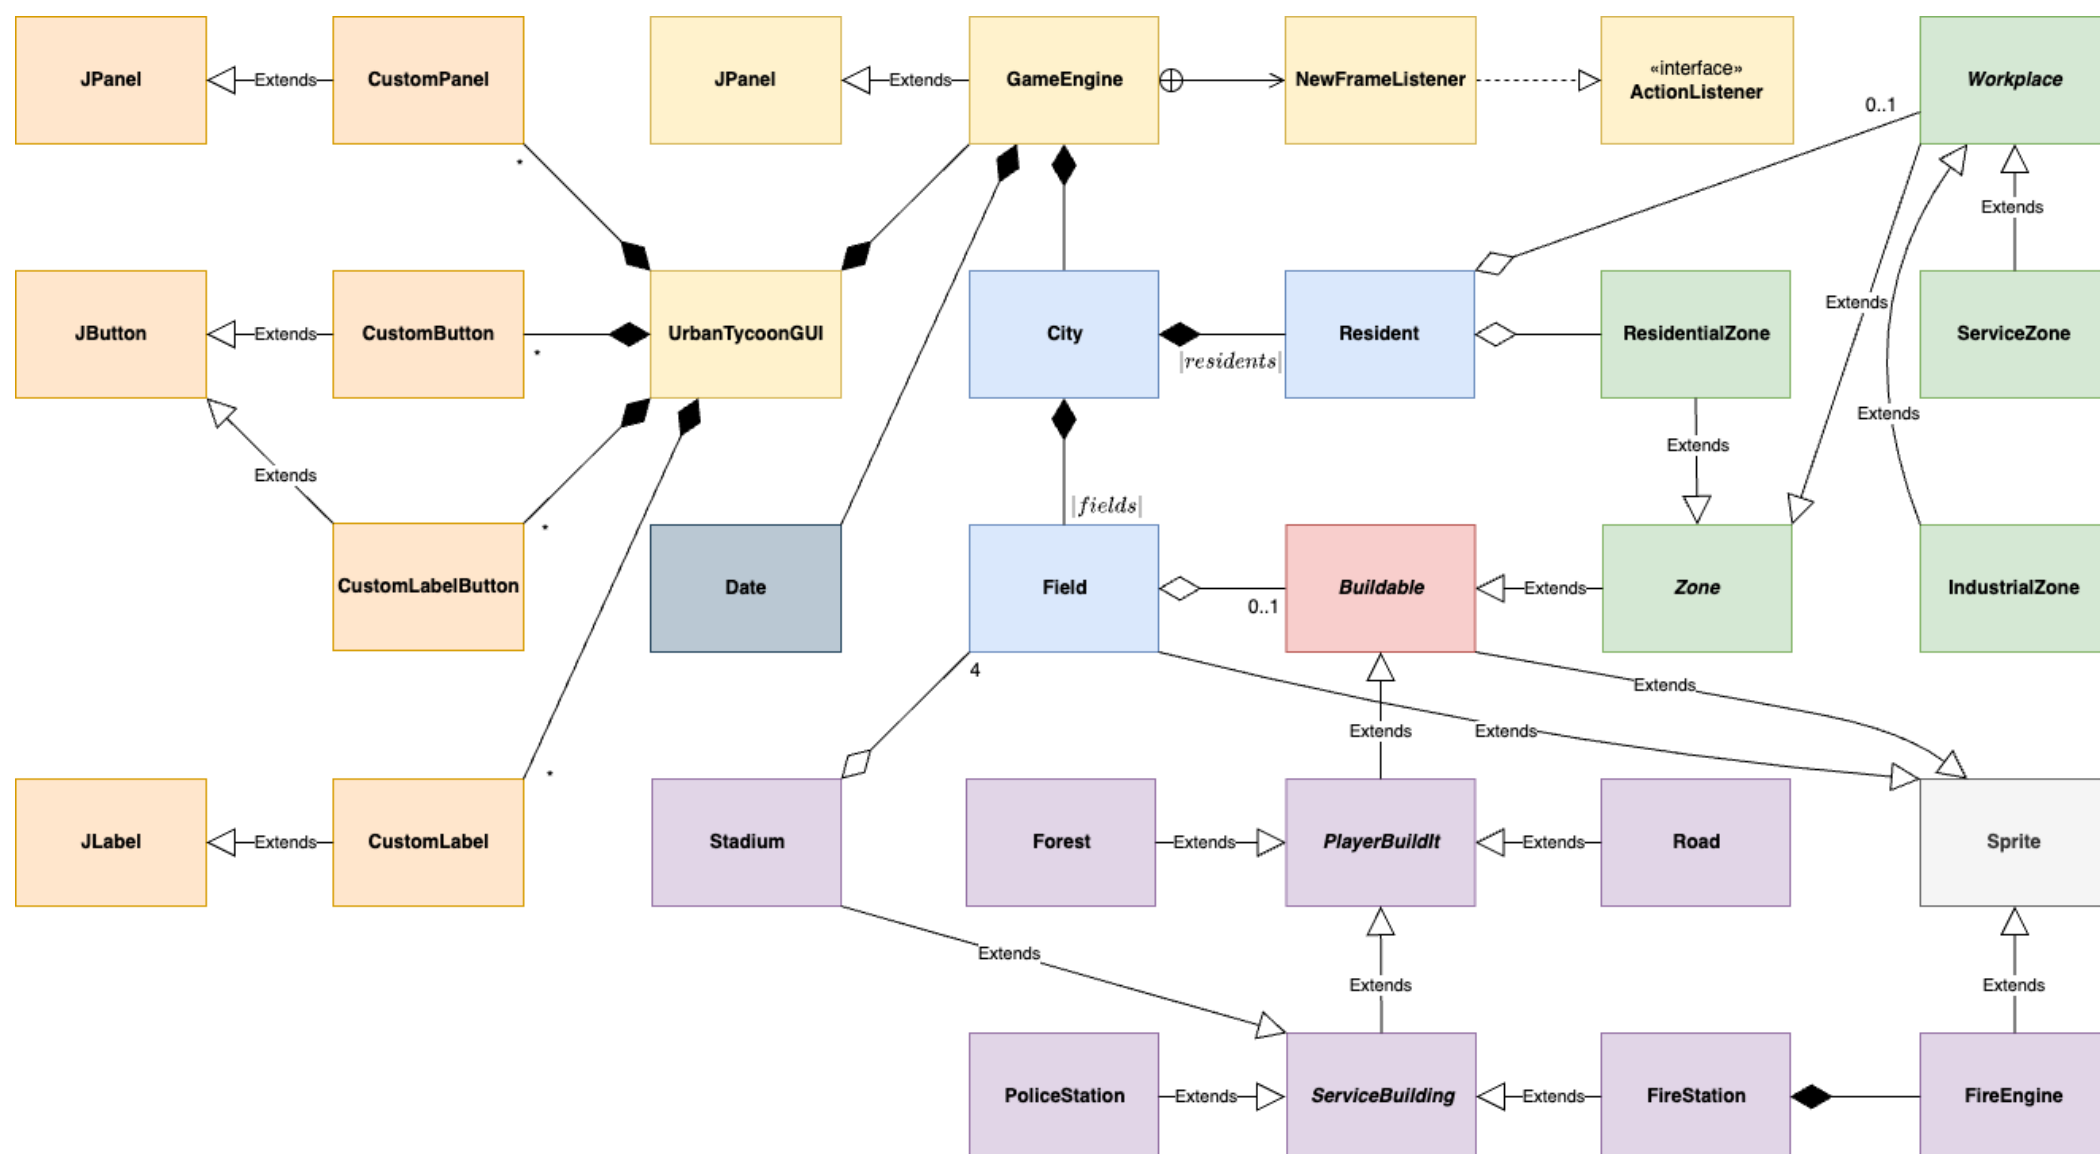 JPanel
Extends
CustomPanel
JPanel
Extends
GameEngine
NewFrameListener
«interface»
ActionListener
Workplace
0..1
*
Extends
JButton
Extends
CustomButton
*
UrbanTycoonGUI
City
|residents|
Resident
ResidentialZone
Extends
ServiceZone
Extends
Extends
Extends
*
|fields|
CustomLabelButton
Date
Field
0..1
Buildable
Extends
Zone
IndustrialZone
4
Extends
Extends
Extends
*
JLabel
Extends
CustomLabel
Stadium
Forest
Extends
PlayerBuildIt
Extends
Road
Sprite
Extends
Extends
Extends
PoliceStation
Extends
ServiceBuilding
Extends
FireStation
FireEngine